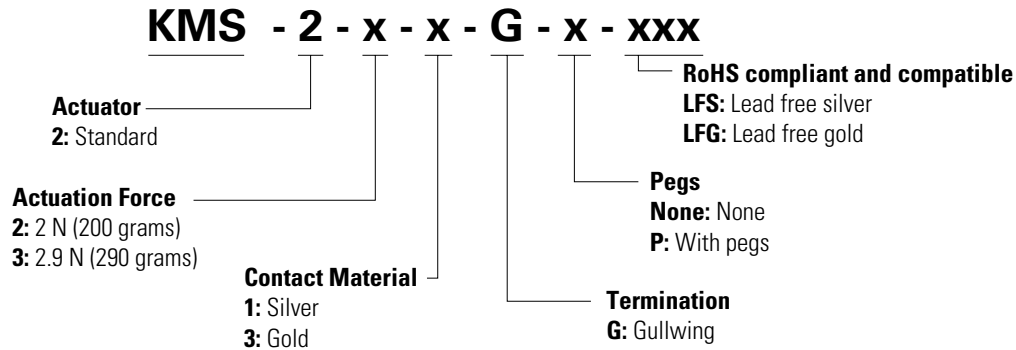 KMS - 2 - x - x - G - x - xxx
RoHS compliant and compatible
LFS: Lead free silver
LFG: Lead free gold
Actuator
2: Standard
Pegs
None: None
P: With pegs
Actuation Force
2: 2 N (200 grams)
3: 2.9 N (290 grams)
Contact Material
1: Silver
3: Gold
Termination
G: Gullwing